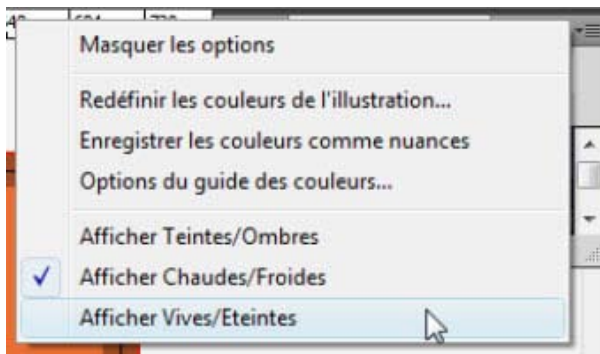 Masquer les options
Redéfinir les couleurs de l'illustration...
Enregistrer les couleurs comme nuances
Options du guide des couleurs...
Afficher Teintes/Ombres
Afficher Chaudes/Froides
Afficher Vives/Eteintes